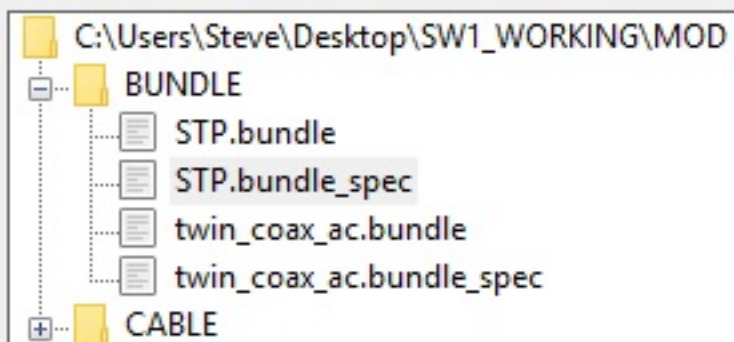 C:\Users\Steve\Desktop\SW1_WORKING\MOD
BUNDLE
STP.bundle
STP.bundle_spec
twin_coax_ac.bundle
twin_coax_ac.bundle_spec
CABLE